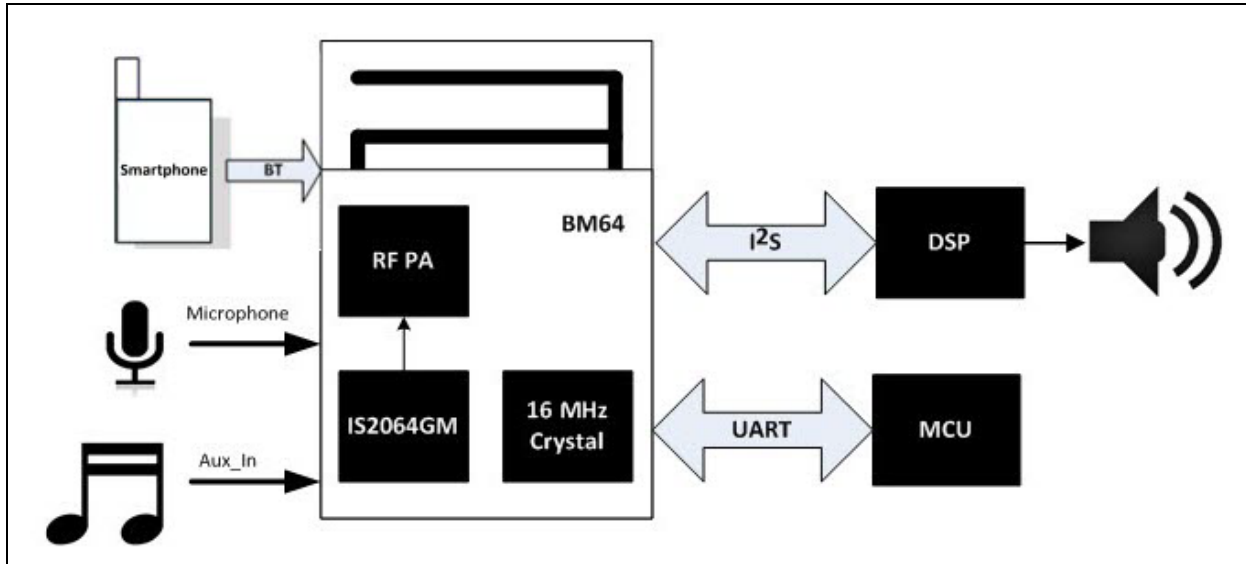 Smartphone
BT
Microphone
Aux_In
BM64
RF PA
IS2064GM
16 MHz
Crystal
I²S
DSP
UART
MCU